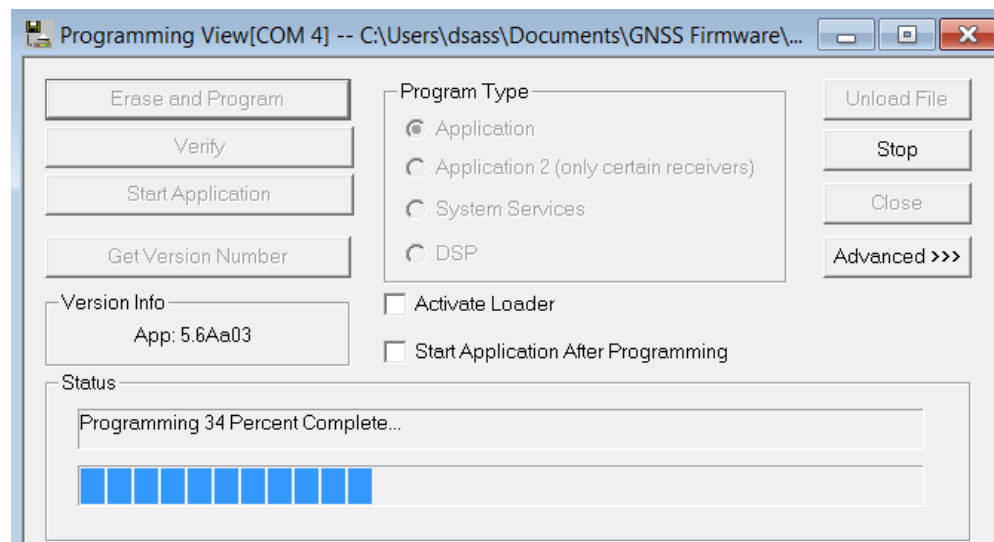 Programming View[COM 4] -- C:\Users\dsass\Documents\GNSS Firmware\...
Erase and Program
Verify
Start Application
Get Version Number
Program Type
Application
Application 2 (only certain receivers)
System Services
DSP
Unload File
Stop
Close
Advanced >>>
Version Info
App: 5.6Aa03
Activate Loader
Start Application After Programming
Status
Programming 34 Percent Complete...